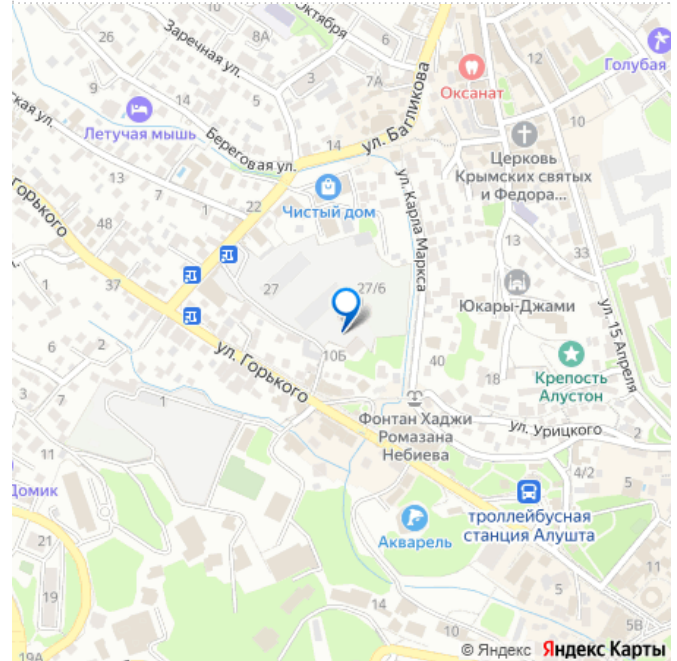 26
Заречная ул.
8А
Октября
6
12
Голубая
Оксанат
3
7А
9
14
5
Летучая мышь
Береговая ул.
14
ул. Багликова
10
Церковь
Крымских святых
и Федора...
ская ул.
13
7
1
22
Чистый дом
ул. Карла Маркса
Горького
48
13
33
1
37
27
27/6
Юкары-Джами
ул. 15 Апреля
6
2
ул. Горького
10Б
40
18
Крепость
Алустон
1
Фонтан Хаджи
Ромазана
Небиева
ул. Урицкого
2
11
Домик
4/2
5
троллейбусная
станция Алушта
Акварель
21
19
14
5
11
10
5В
19А
© Яндекс Яндекс Карты